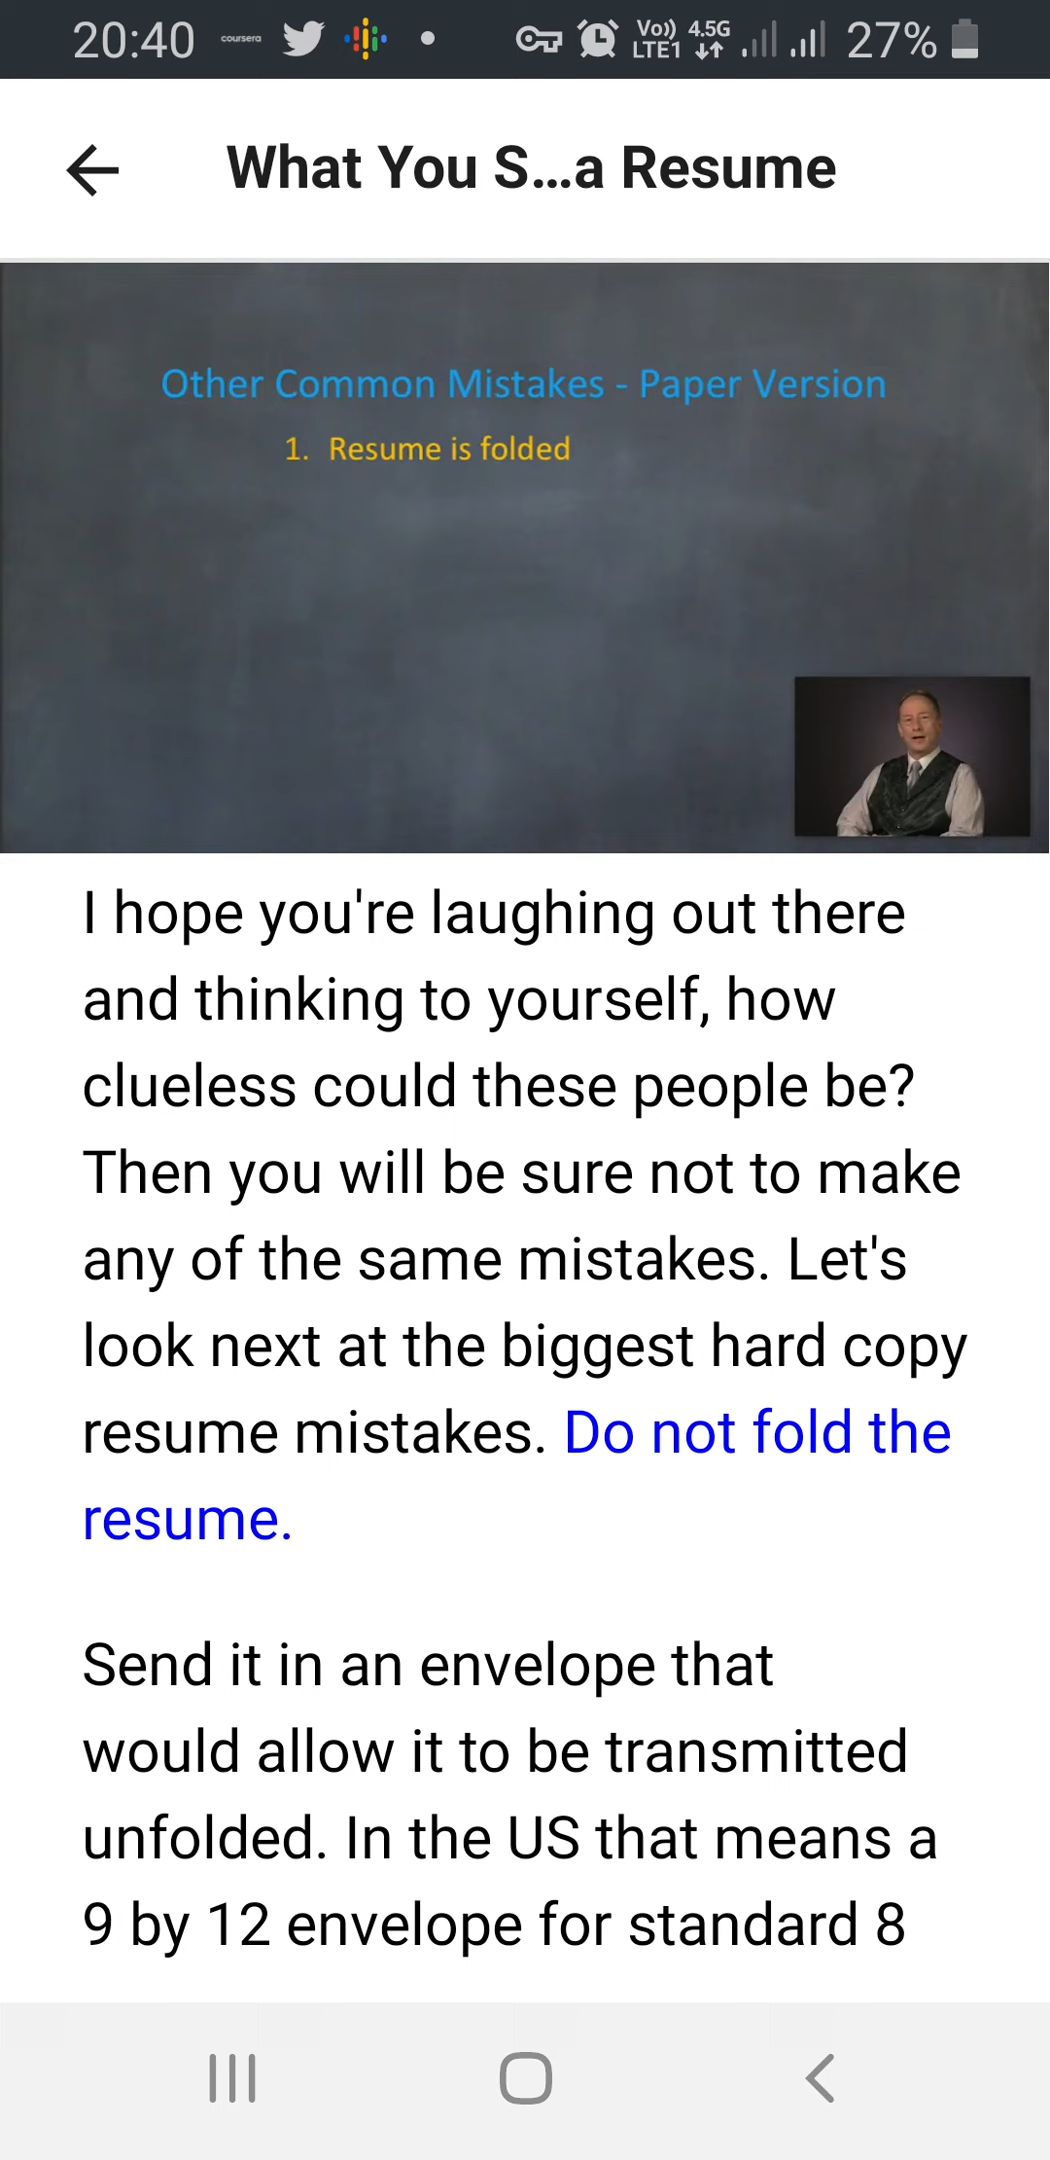 20:40 coursera Vo)) LTE1 4.5G 27%
What You S...a Resume
Other Common Mistakes - Paper Version
1. Resume is folded
I hope you're laughing out there
and thinking to yourself, how
clueless could these people be?
Then you will be sure not to make
any of the same mistakes. Let's
look next at the biggest hard copy
resume mistakes. Do not fold the
resume.
Send it in an envelope that
would allow it to be transmitted
unfolded. In the US that means a
9 by 12 envelope for standard 8